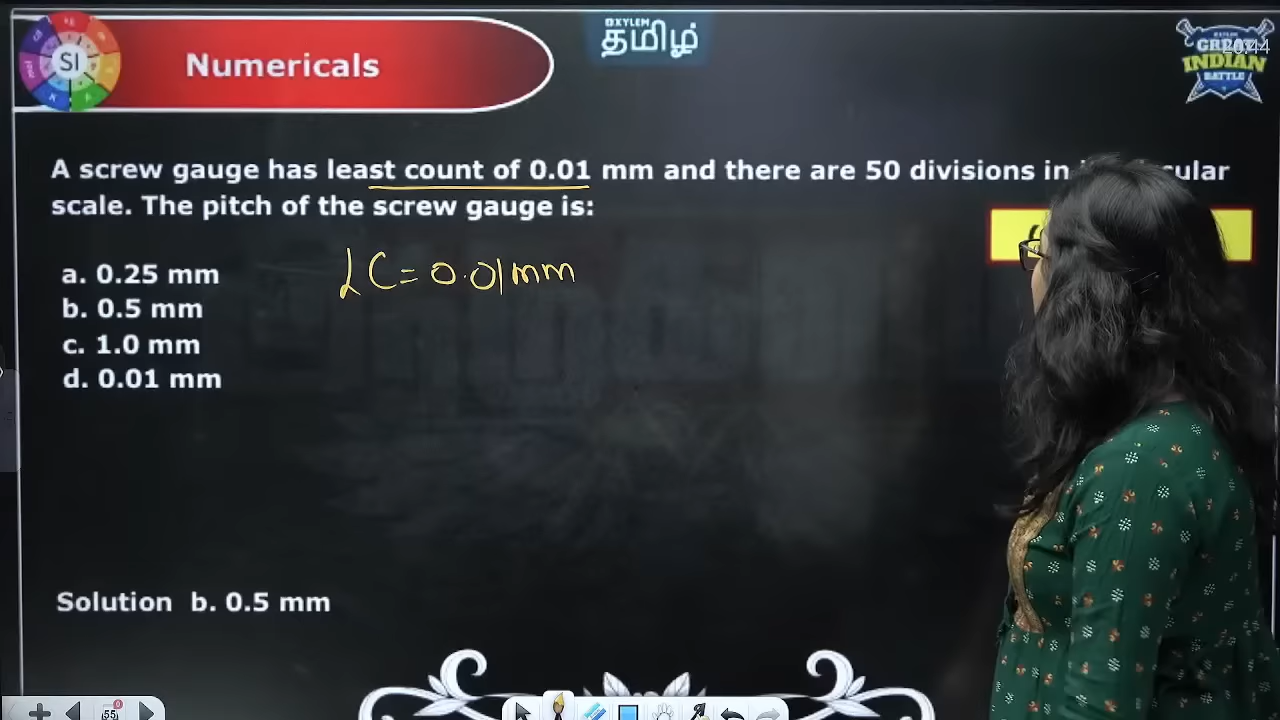 SI
Numericals
OXYLEM
தமிழ்
GREAT
INDIAN
BATTLE
A screw gauge has least count of 0.01 mm and there are 50 divisions in
scale. The pitch of the screw gauge is:
a. 0.25 mm
b. 0.5 mm
c. 1.0 mm
d. 0.01 mm
LC = 0.01 mm
Solution b. 0.5 mm
55